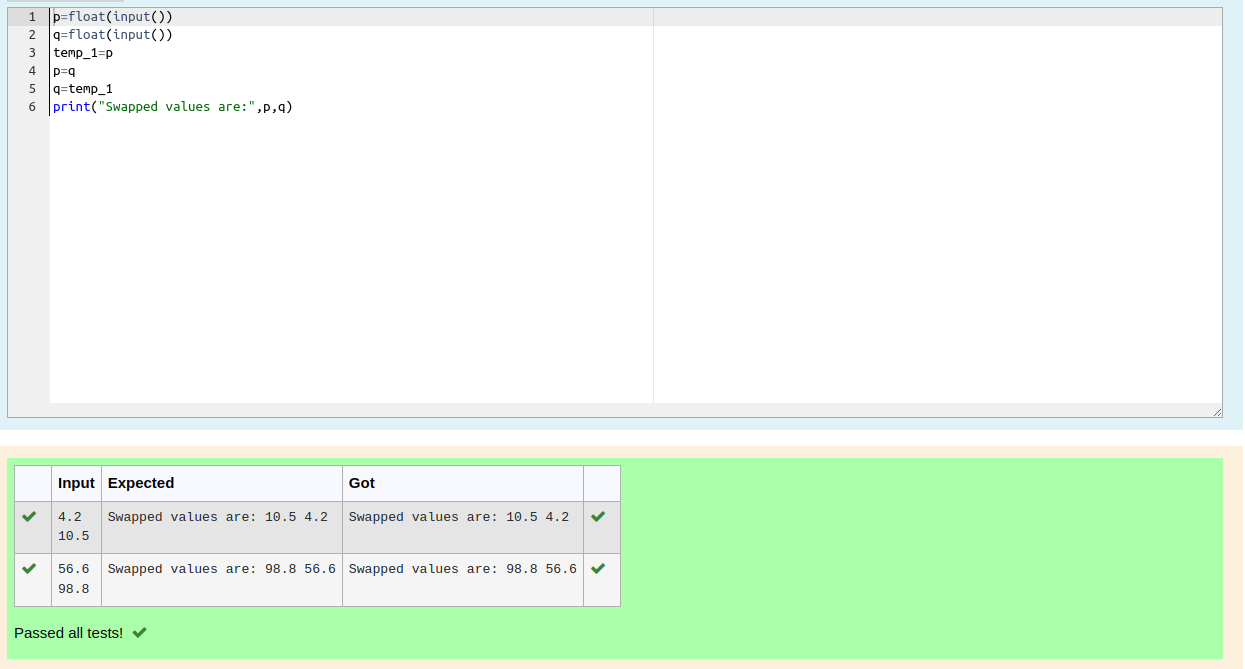 1 p=float(input())
2 q=float(input())
3 temp_1=p
4 p=q
5 q=temp_1
6 print("Swapped values are:",p,q)
Input Expected Got
4.2 Swapped values are: 10.5 4.2 Swapped values are: 10.5 4.2
10.5
56.6 Swapped values are: 98.8 56.6 Swapped values are: 98.8 56.6
98.8
Passed all tests!